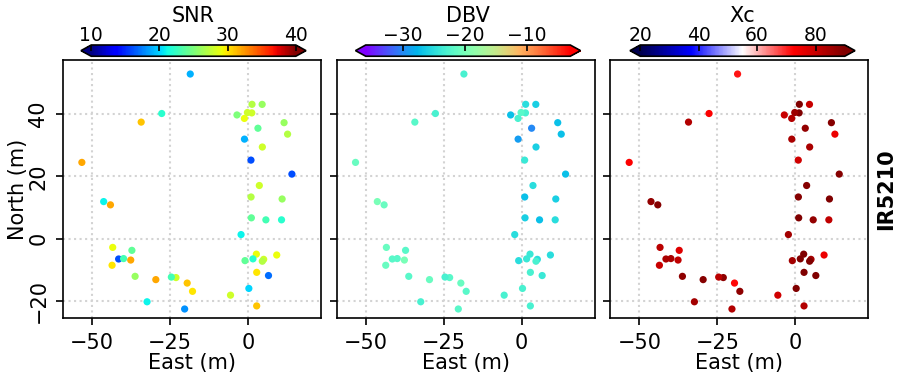 SNR DBV Xc
10 20 30 40 −30 −20 −10 20 40 60 80
40
20
0
−20
North (m)
IR5210
−50 −25 0 −50 −25 0 −50 −25 0
East (m) East (m) East (m)